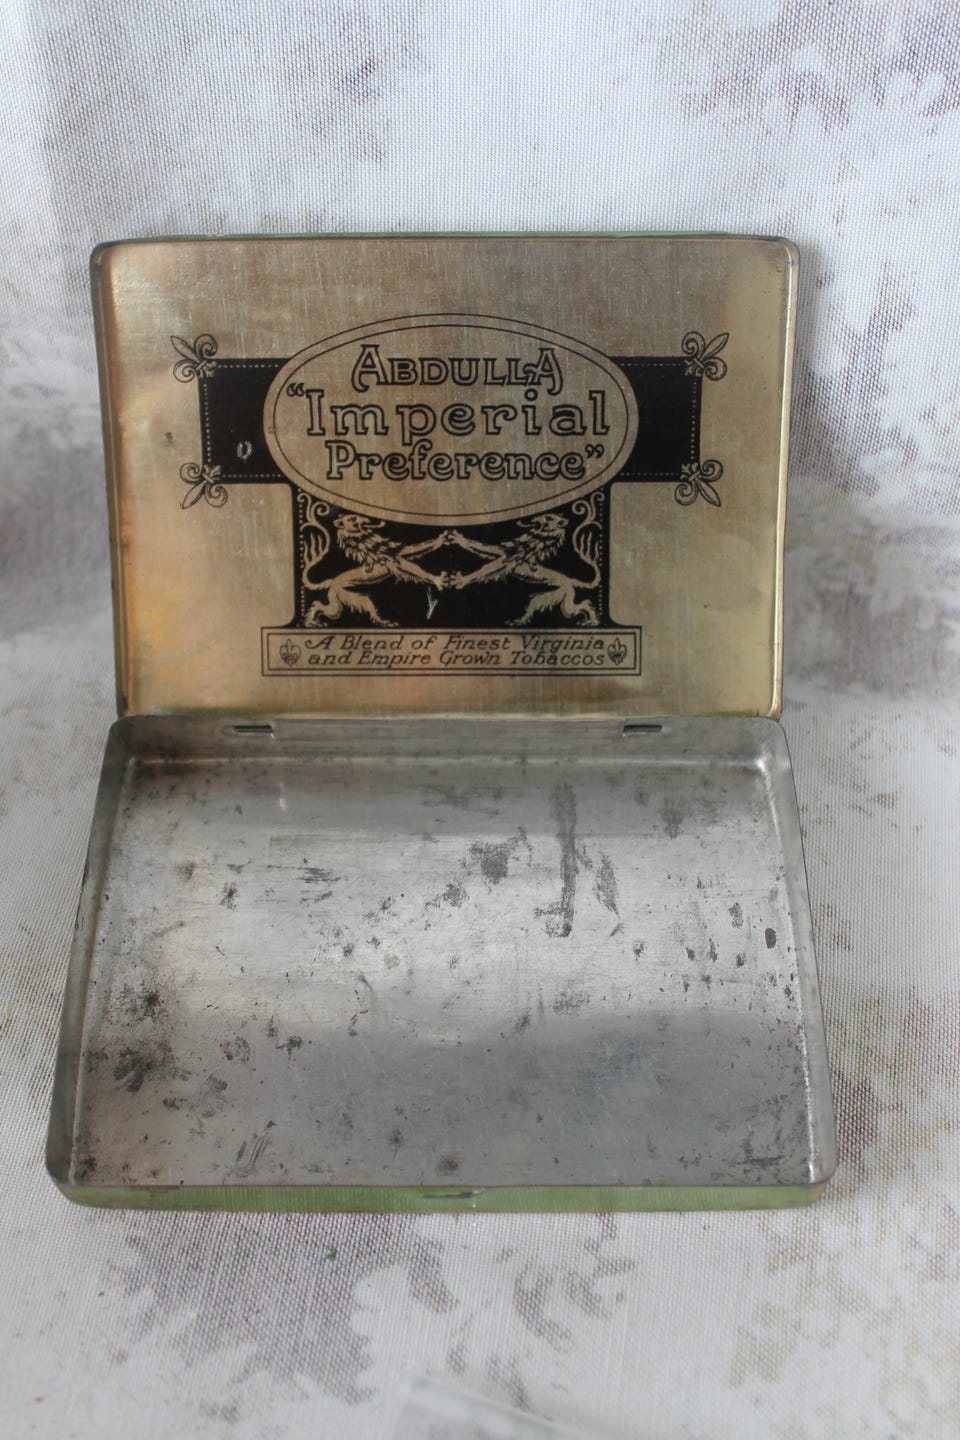 ABDULLA
“Imperial
Preference”
A Blend of Finest Virginia
and Empire Grown Tobaccos